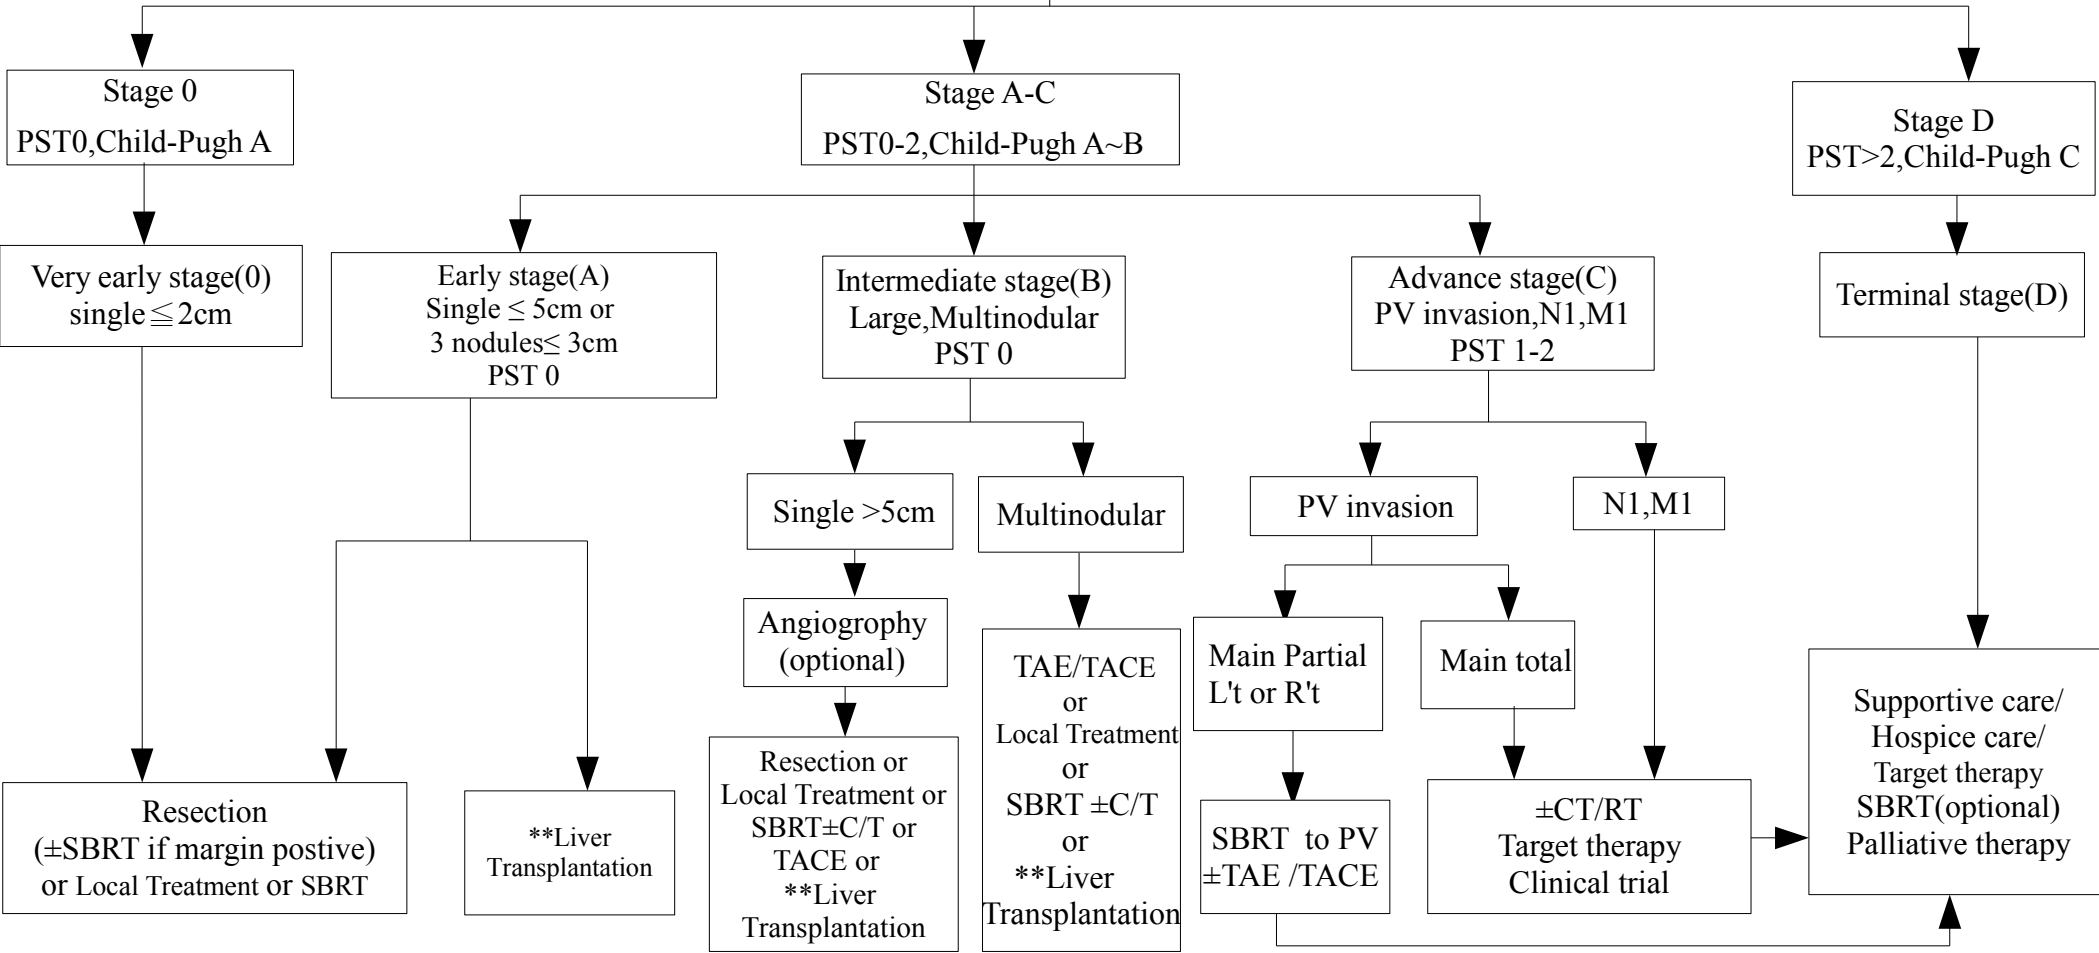 Stage 0
PST0,Child-Pugh A
Stage A-C
PST0-2,Child-Pugh A~B
Stage D
PST>2,Child-Pugh C
Very early stage(0)
single≦2cm
Early stage(A)
Single ≤ 5cm or
3 nodules≤ 3cm
PST 0
Intermediate stage(B)
Large,Multinodular
PST 0
Advance stage(C)
PV invasion,N1,M1
PST 1-2
Terminal stage(D)
Single >5cm
Multinodular
PV invasion
N1,M1
Angiogrophy
(optional)
Main Partial
L't or R't
Main total
Resection
(±SBRT if margin postive)
or Local Treatment or SBRT
**Liver
Transplantation
Resection or
Local Treatment or
SBRT±C/T or
TACE or
**Liver
Transplantation
TAE/TACE
or
Local Treatment
or
SBRT ±C/T
or
**Liver
Transplantation
SBRT to PV
±TAE /TACE
±CT/RT
Target therapy
Clinical trial
Supportive care/
Hospice care/
Target therapy
SBRT(optional)
Palliative therapy